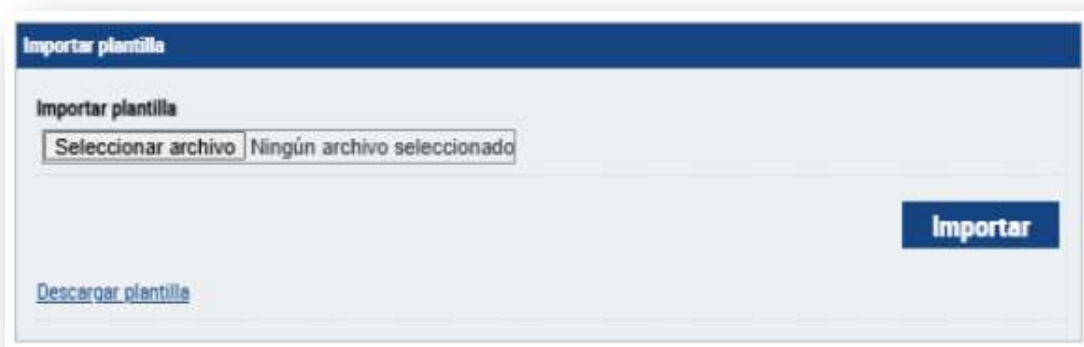 Importar plantilla
Importar plantilla
Seleccionar archivo Ningún archivo seleccionado
Importar
Descargar plantilla